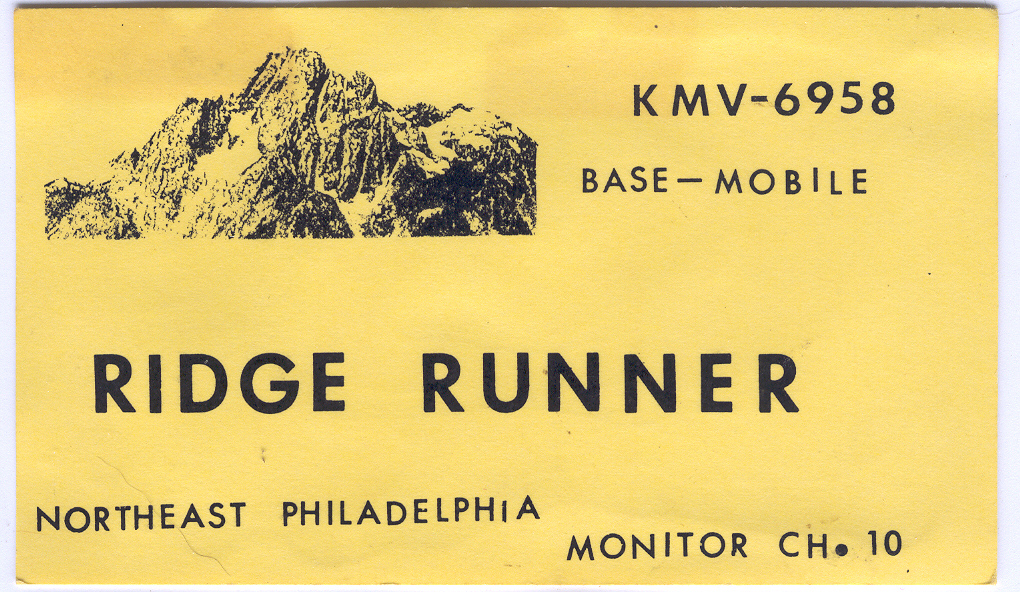 KMV-6958
BASE-MOBILE
RIDGE RUNNER
NORTHEAST PHILADELPHiA
MONITOR CH. 10